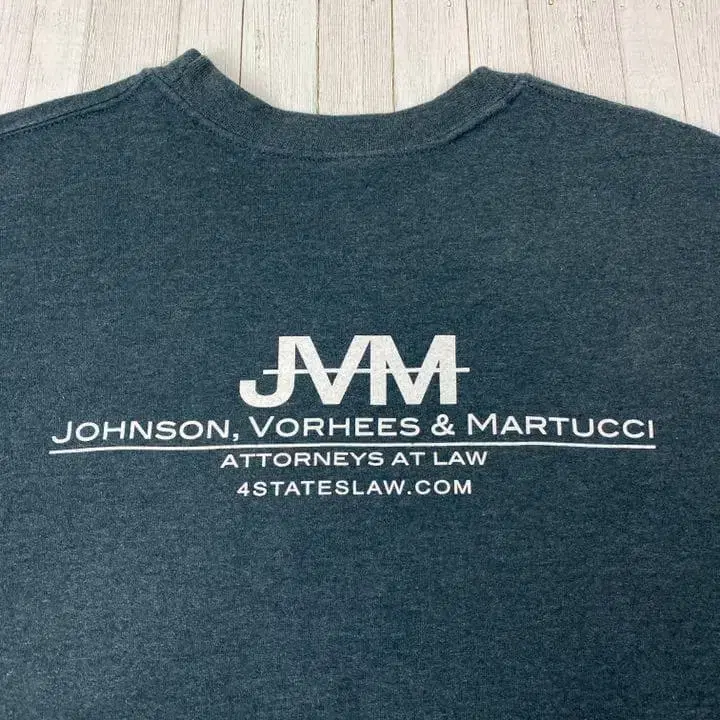 JVM
JOHNSON, VORHEES & MARTUCCI
ATTORNEYS AT LAW
4STATESLAW.COM